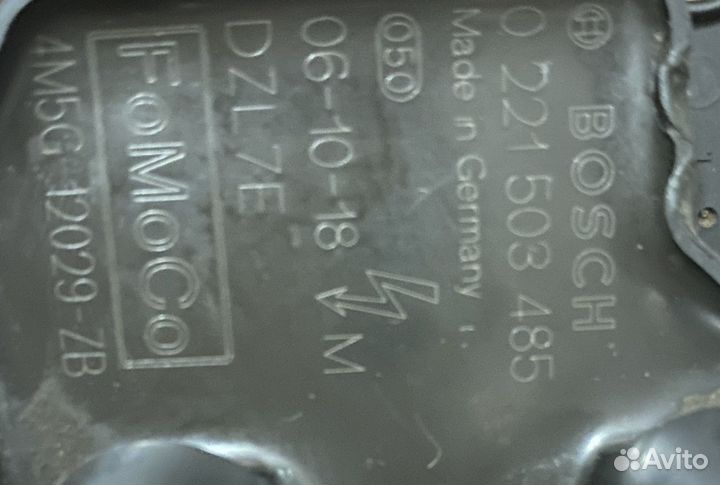 BOSCH
0 221 503 485
Made in Germany
050
06-10-18 M
DZL7E
FoMoCo
4M5G-12029-ZB
Avito